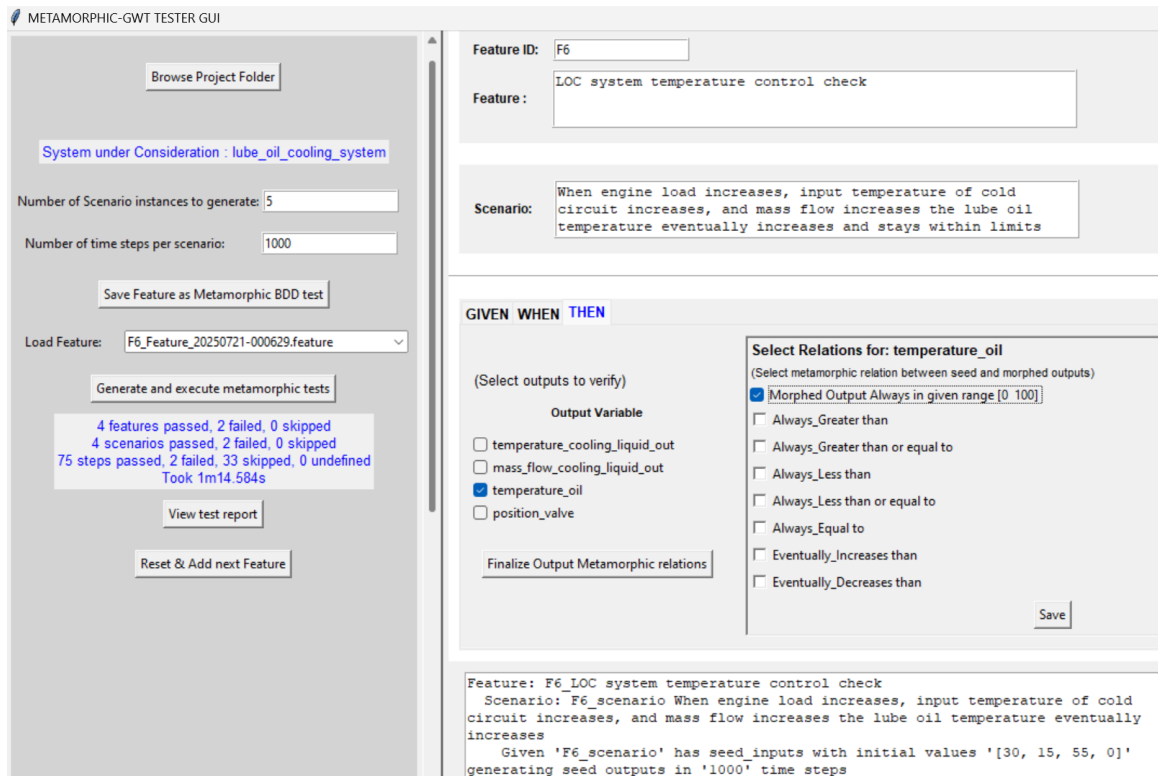 METAMORPHIC-GWT TESTER GUI
Browse Project Folder
System under Consideration : lube_oil_cooling_system
Number of Scenario instances to generate: 5
Number of time steps per scenario: 1000
Save Feature as Metamorphic BDD test
Load Feature: F6_Feature_20250721-000629.feature
Generate and execute metamorphic tests
4 features passed, 2 failed, 0 skipped
4 scenarios passed, 2 failed, 0 skipped
75 steps passed, 2 failed, 33 skipped, 0 undefined
Took 1m14.584s
View test report
Reset & Add next Feature
Feature ID: F6
Feature : LOC system temperature control check
Scenario: When engine load increases, input temperature of cold
circuit increases, and mass flow increases the lube oil
temperature eventually increases and stays within limits
GIVEN WHEN THEN
(Select outputs to verify)
Output Variable
temperature_cooling_liquid_out
mass_flow_cooling_liquid_out
temperature_oil
position_valve
Finalize Output Metamorphic relations
Select Relations for: temperature_oil
(Select metamorphic relation between seed and morphed outputs)
Morphed Output Always in given range [0 100]
Always_Greater than
Always_Greater than or equal to
Always_Less than
Always_Less than or equal to
Always_Equal to
Eventually_Increases than
Eventually_Decreases than
Save
Feature: F6_LOC system temperature control check
Scenario: F6_scenario When engine load increases, input temperature of cold
circuit increases, and mass flow increases the lube oil temperature eventually
increases
Given 'F6_scenario' has seed_inputs with initial values '[30, 15, 55, 0]'
generating seed outputs in '1000' time steps